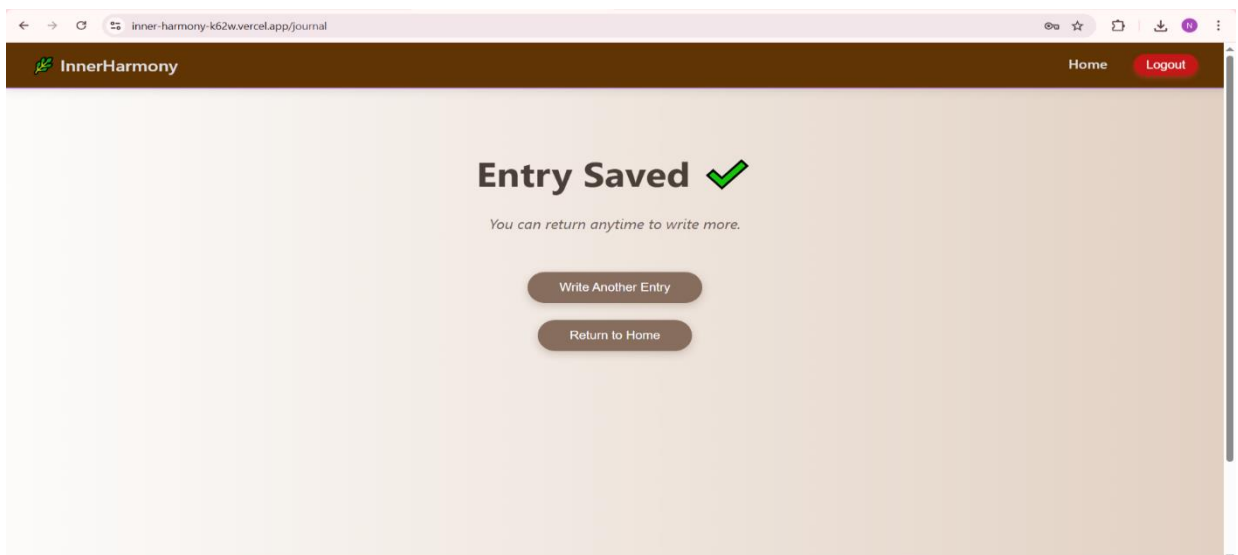 inner-harmony-k62w.vercel.app/journal
N
InnerHarmony
Home
Logout
Entry Saved
You can return anytime to write more.
Write Another Entry
Return to Home